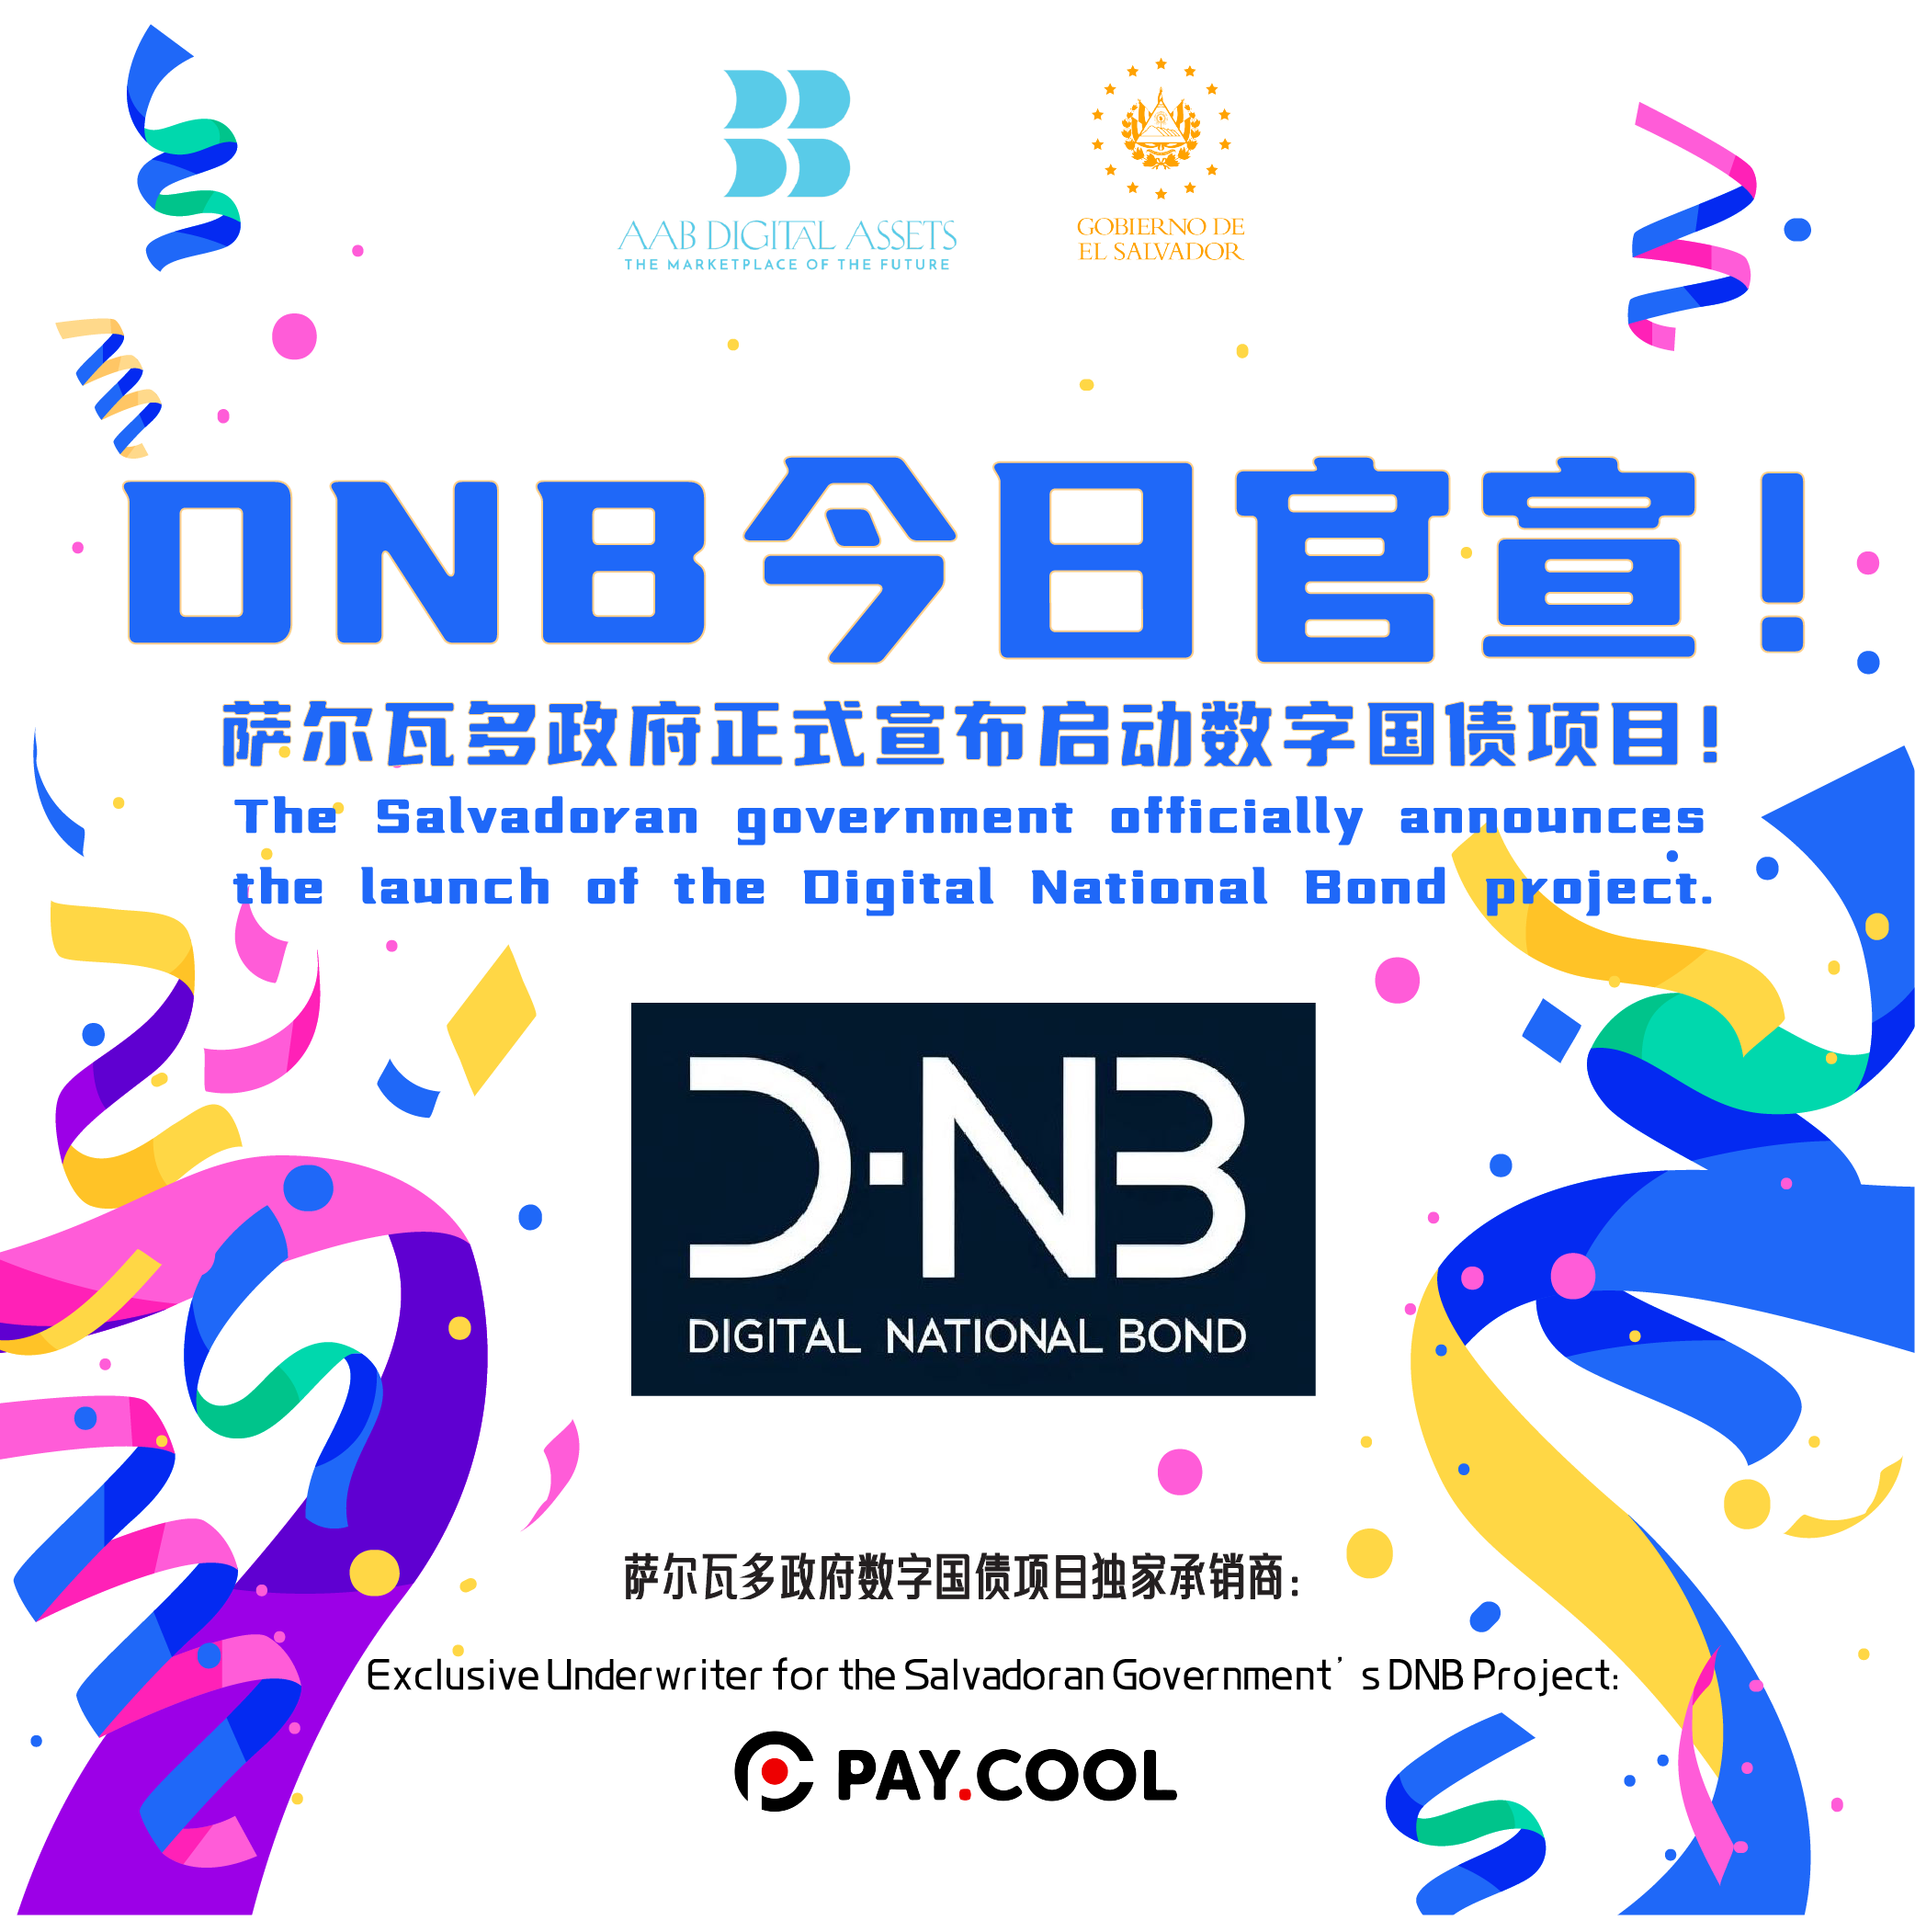 AAB DIGITAL ASSETS
THE MARKETPLACE OF THE FUTURE
GOBIERNO DE
EL SALVADOR
DNB今日官宣!
萨尔瓦多政府正式宣布启动数字国债项目!
The Salvadoran government officially announces
the launch of the Digital National Bond project.
D·NB
DIGITAL NATIONAL BOND
萨尔瓦多政府数字国债项目独家承销商:
Exclusive Underwriter for the Salvadoran Government’s DNB Project:
PAY.COOL